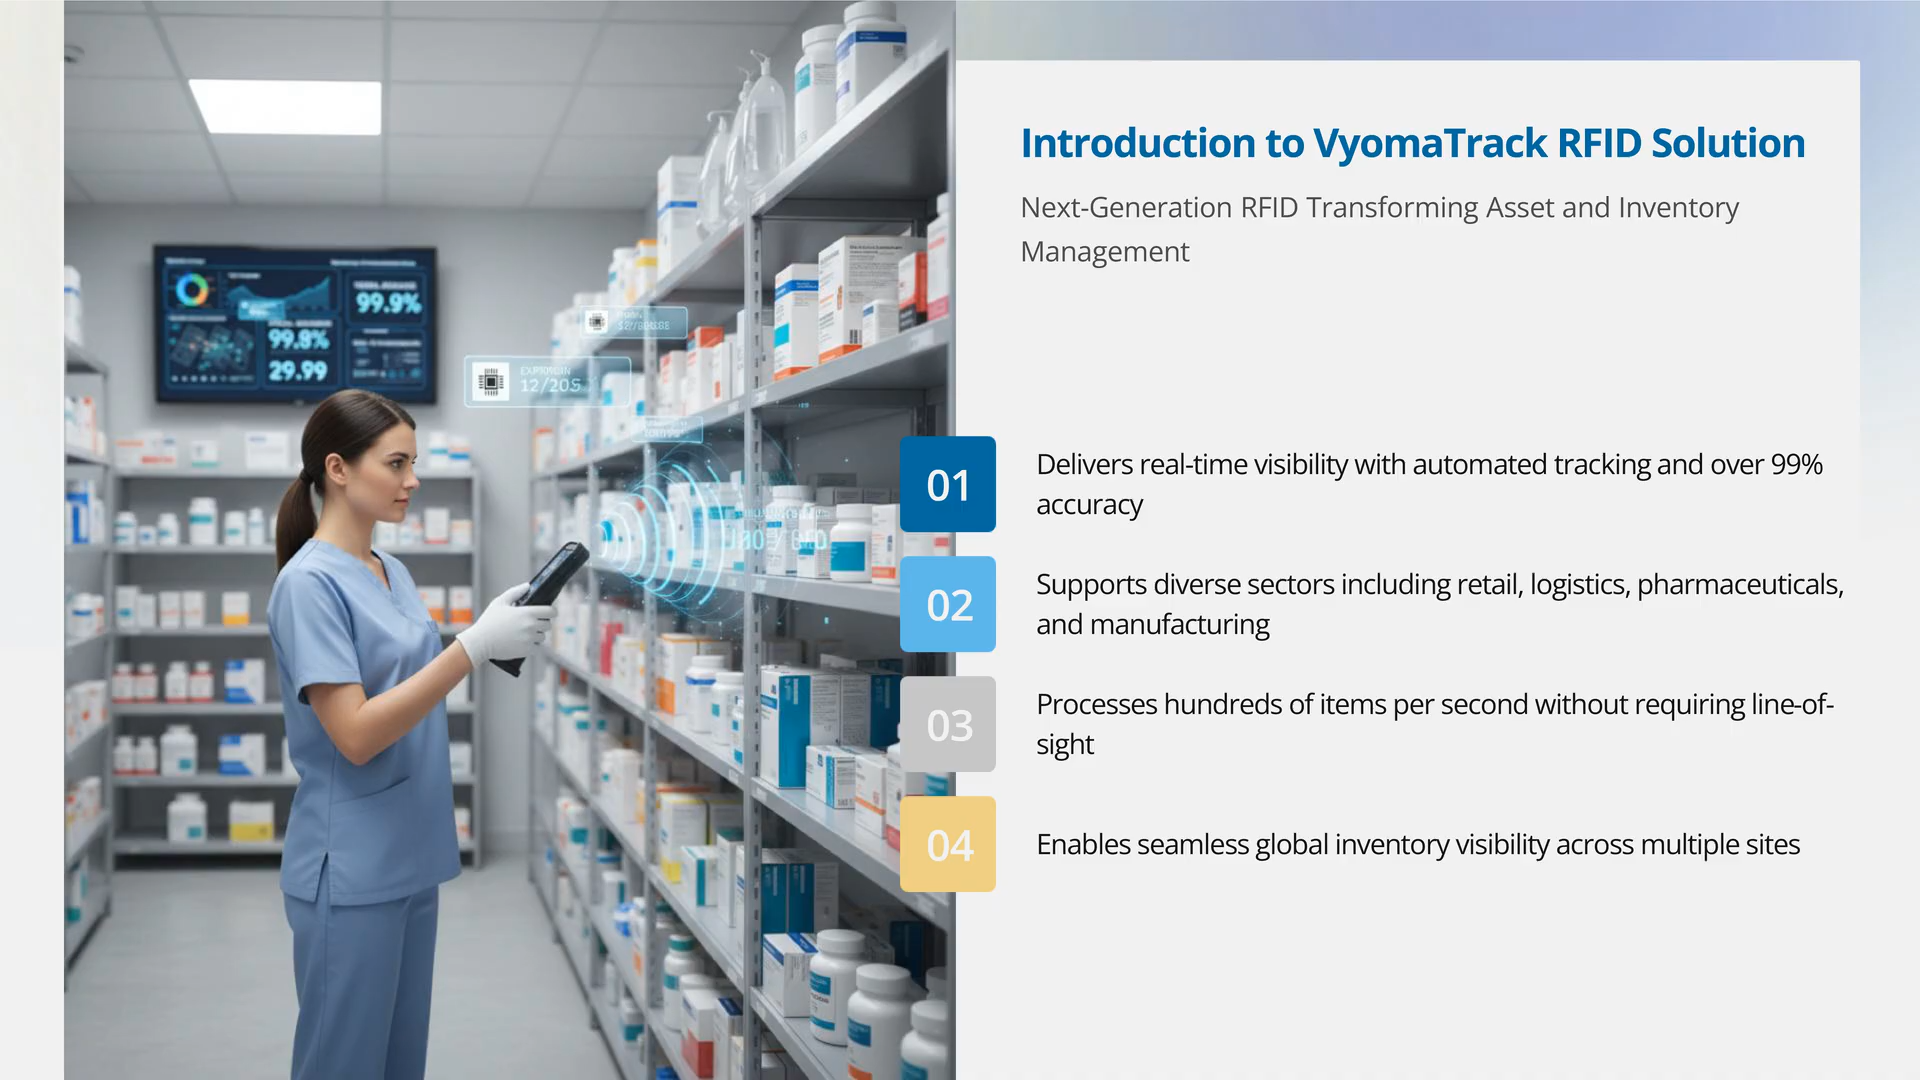 Introduction to VyomaTrack RFID Solution
Next-Generation RFID Transforming Asset and Inventory
Management
01
Delivers real-time visibility with automated tracking and over 99%
accuracy
02
Supports diverse sectors including retail, logistics, pharmaceuticals,
and manufacturing
03
Processes hundreds of items per second without requiring line-of-
sight
04
Enables seamless global inventory visibility across multiple sites
99.9%
99.8%
29.99
12/205